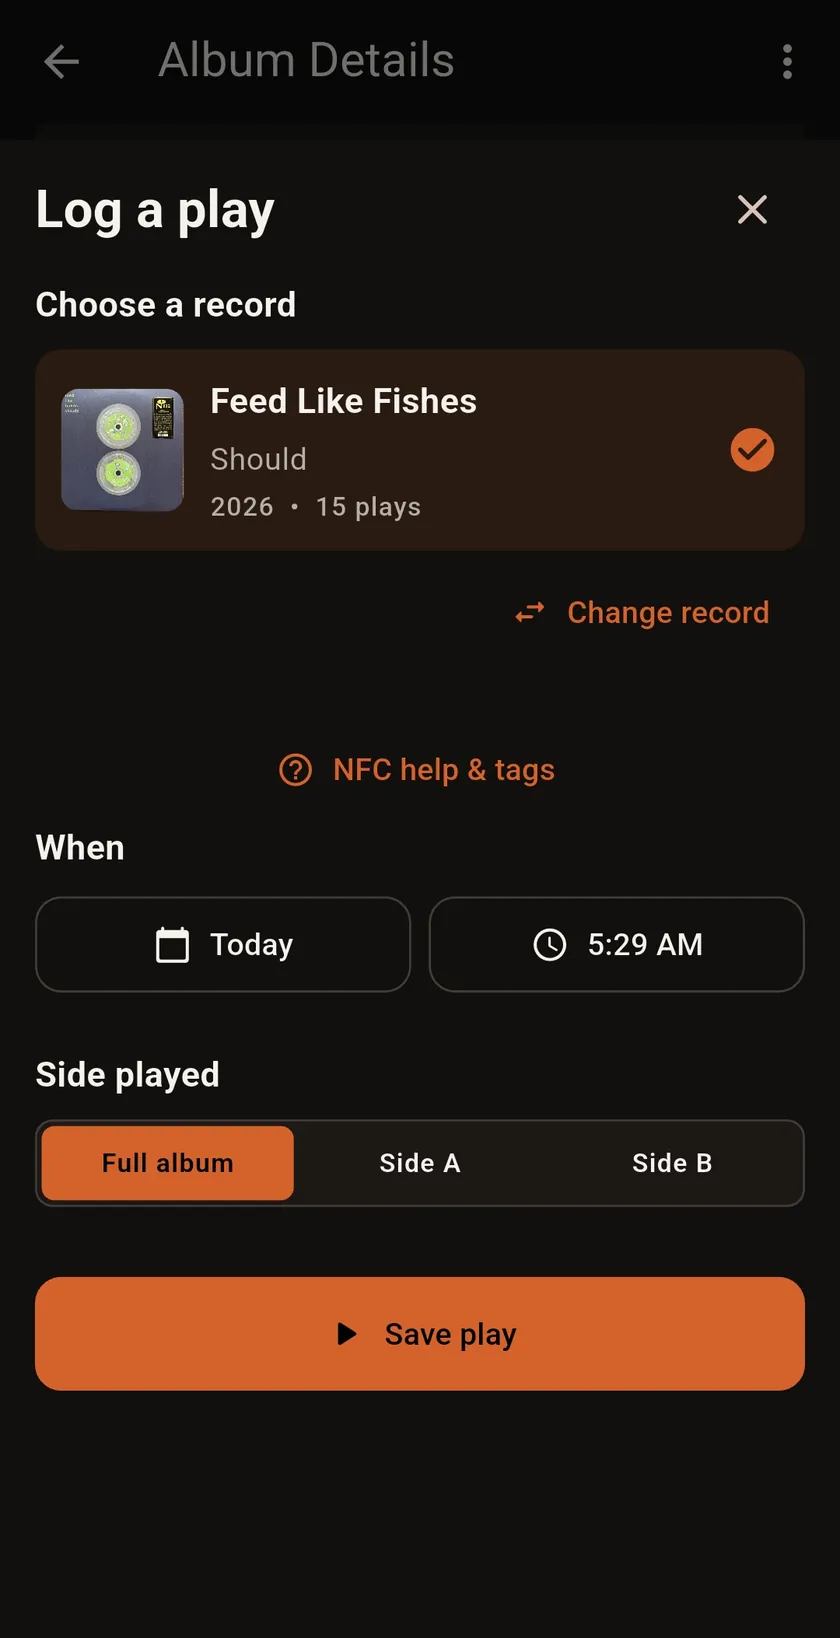 Album Details
Log a play
Choose a record
Feed Like Fishes
Should
2026 • 15 plays
Change record
NFC help & tags
When
Today
5:29 AM
Side played
Full album
Side A
Side B
Save play